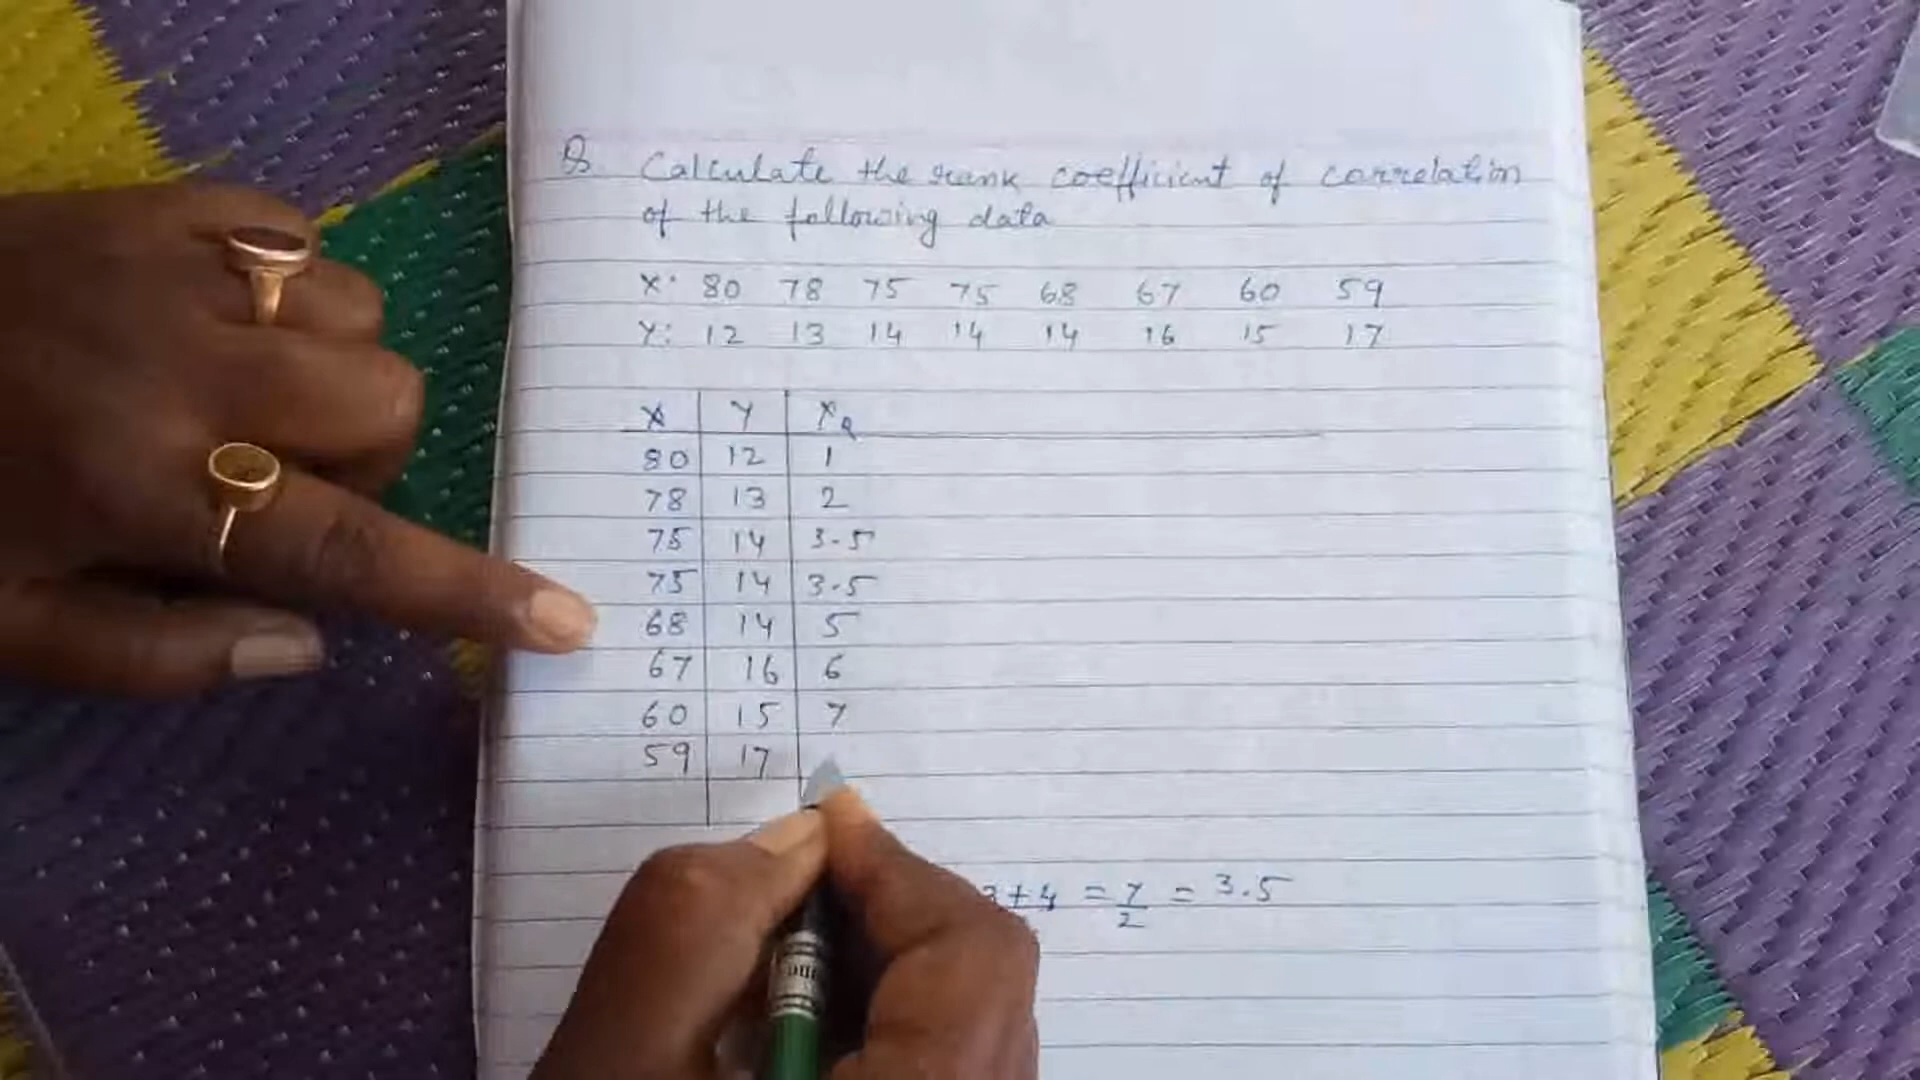 Q. Calculate the rank coefficient of correlation
of the following data
X: 80 78 75 75 68 67 60 59
Y: 12 13 14 14 14 16 15 17
X Y X R
80 12 1
78 13 2
75 14 3.5
75 14 3.5
68 14 5
67 16 6
60 15 7
59 17
3+4 = 7/2 = 3.5